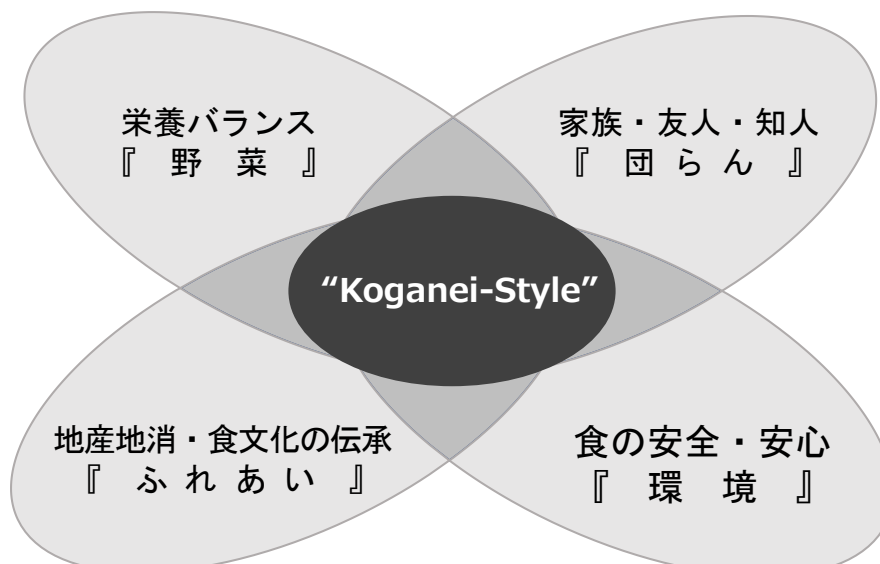 栄養バランス
『 野 菜 』
家族・友人・知人
『 団 ら ん 』
“Koganei-Style”
地産地消・食文化の伝承
『 ふ れ あ い 』
食の安全・安心
『 環 境 』